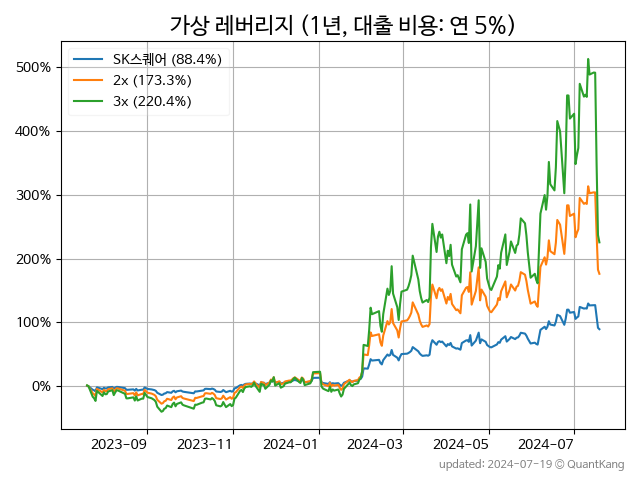 가상 레버리지 (1년, 대출 비용: 연 5%)
SK스퀘어 (88.4%)
2x (173.3%)
3x (220.4%)
500%
400%
300%
200%
100%
0%
2023-09
2023-11
2024-01
2024-03
2024-05
2024-07
updated: 2024-07-19 © QuantKang